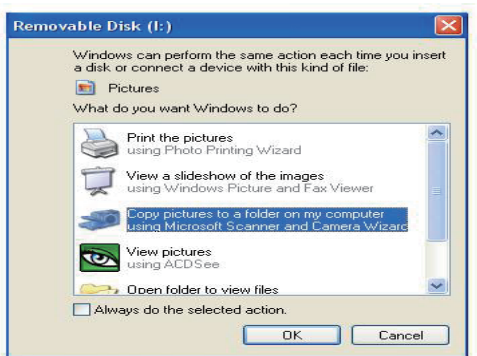 Removable Disk (I:)
Windows can perform the same action each time you insert
a disk or connect a device with this kind of file:
Pictures
What do you want Windows to do?
Print the pictures
using Photo Printing Wizard
View a slideshow of the images
using Windows Picture and Fax Viewer
Copy pictures to a folder on my computer
using Microsoft Scanner and Camera Wizard
View pictures
using ACDSee
Open folder to view files
Always do the selected action.
OK
Cancel